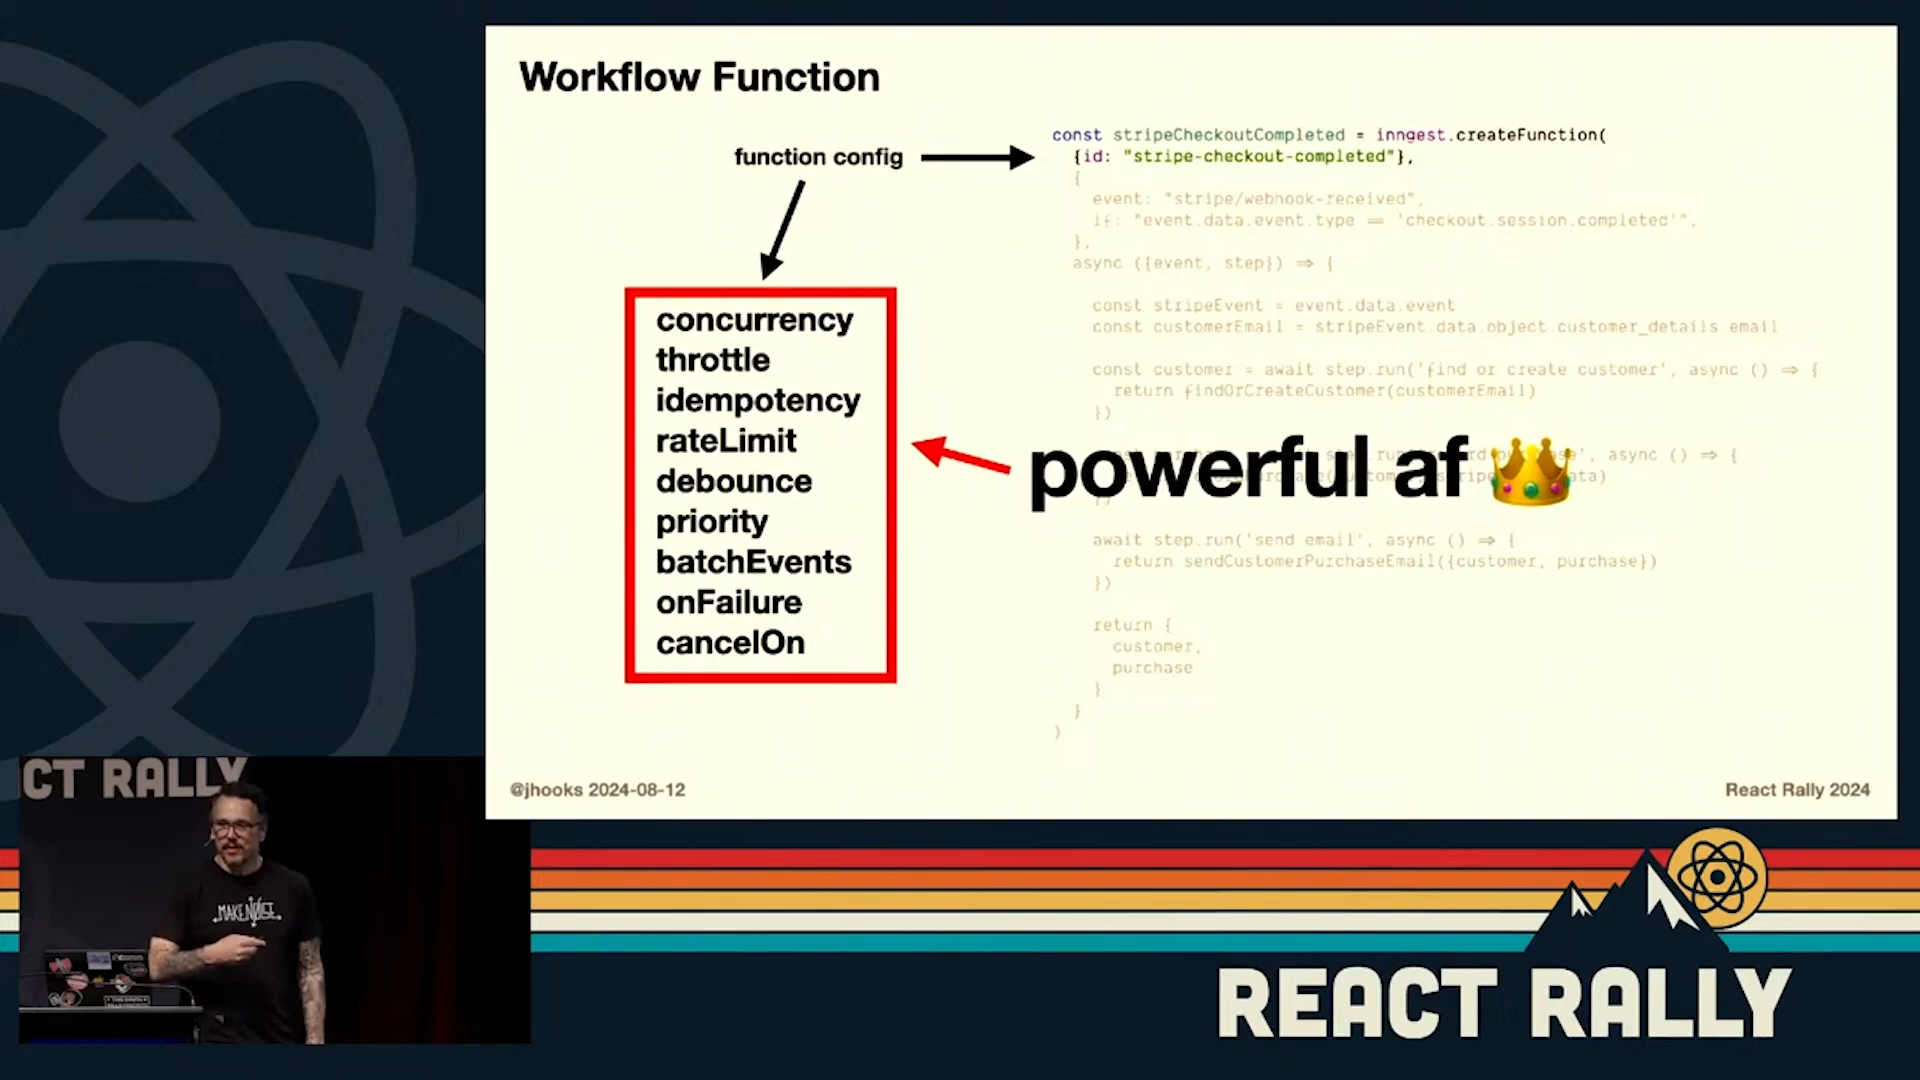 Workflow Function
function config
const stripeCheckoutCompleted = inngest.createFunction(
{id: "stripe-checkout-completed"},
{
event: "stripe/webhook-received",
if: "event.data.event.type == 'checkout.session.completed'",
},
async ({event, step}) => {
const stripeEvent = event.data.event
const customerEmail = stripeEvent.data.object.customer_details.email
const customer = await step.run('find or create customer', async () => {
return findOrCreateCustomer(customerEmail)
})
async () => {
await step.run('send email', async () => {
return sendCustomerPurchaseEmail({customer, purchase})
})
return {
customer,
purchase
}
}
)
concurrency
throttle
idempotency
rateLimit
debounce
priority
batchEvents
onFailure
cancelOn
powerful af
@jhooks 2024-08-12
React Rally 2024
CT RALLY
MAKE NOISE
REACT RALLY